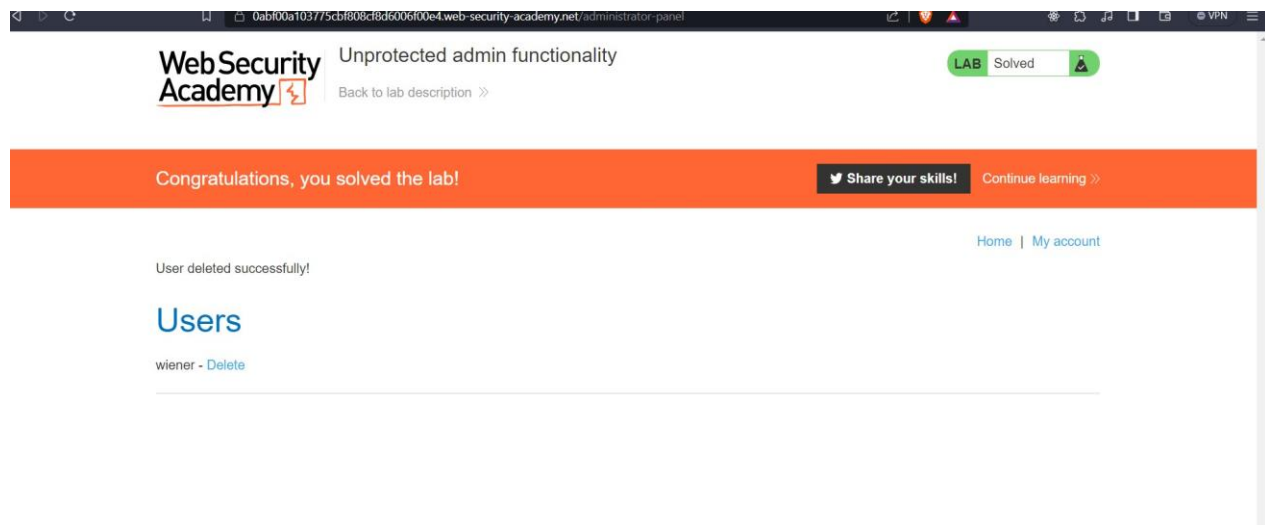 0abf00a103775cbf808cf8d6006f00e4.web-security-academy.net/administrator-panel
VPN
Web Security
Academy
Unprotected admin functionality
Back to lab description
LAB Solved
Congratulations, you solved the lab!
Share your skills!
Continue learning
Home | My account
User deleted successfully!
Users
wiener - Delete